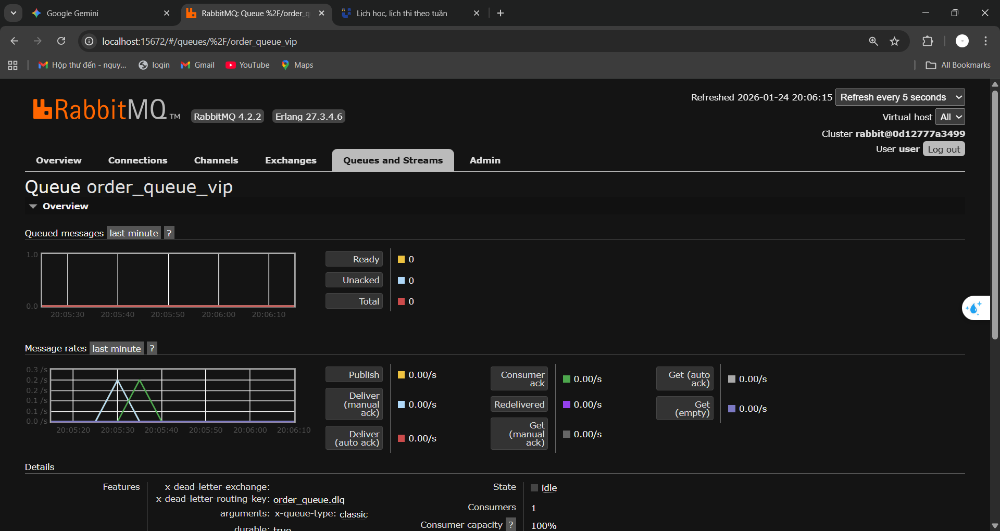 Google Gemini
RabbitMQ: Queue %2F/order_q
Lịch học, lịch thi theo tuần
localhost:15672/#/queues/%2F/order_queue_vip
Hộp thư đến - nguy...
login
Gmail
YouTube
Maps
All Bookmarks
RabbitMQ TM
RabbitMQ 4.2.2
Erlang 27.3.4.6
Refreshed 2026-01-24 20:06:15
Refresh every 5 seconds
Virtual host All
Cluster rabbit@0d12777a3499
User user Log out
Overview
Connections
Channels
Exchanges
Queues and Streams
Admin
Queue order_queue_vip
Overview
Queued messages last minute ?
1.0
0.0
20:05:30 20:05:40 20:05:50 20:06:00 20:06:10
Ready 0
Unacked 0
Total 0
Message rates last minute ?
0.3 /s
0.2 /s
0.2 /s
0.1 /s
0.1 /s
0.0 /s
20:05:20 20:05:30 20:05:40 20:05:50 20:06:00 20:06:10
Publish 0.00/s
Deliver
(manual 0.00/s
ack)
Deliver
(auto ack) 0.00/s
Consumer
ack 0.00/s
Redelivered 0.00/s
Get
(manual 0.00/s
ack)
Get (auto
ack) 0.00/s
Get
(empty) 0.00/s
Details
Features
x-dead-letter-exchange:
x-dead-letter-routing-key: order_queue.dlq
arguments: x-queue-type: classic
durable: true
State idle
Consumers 1
Consumer capacity ? 100%